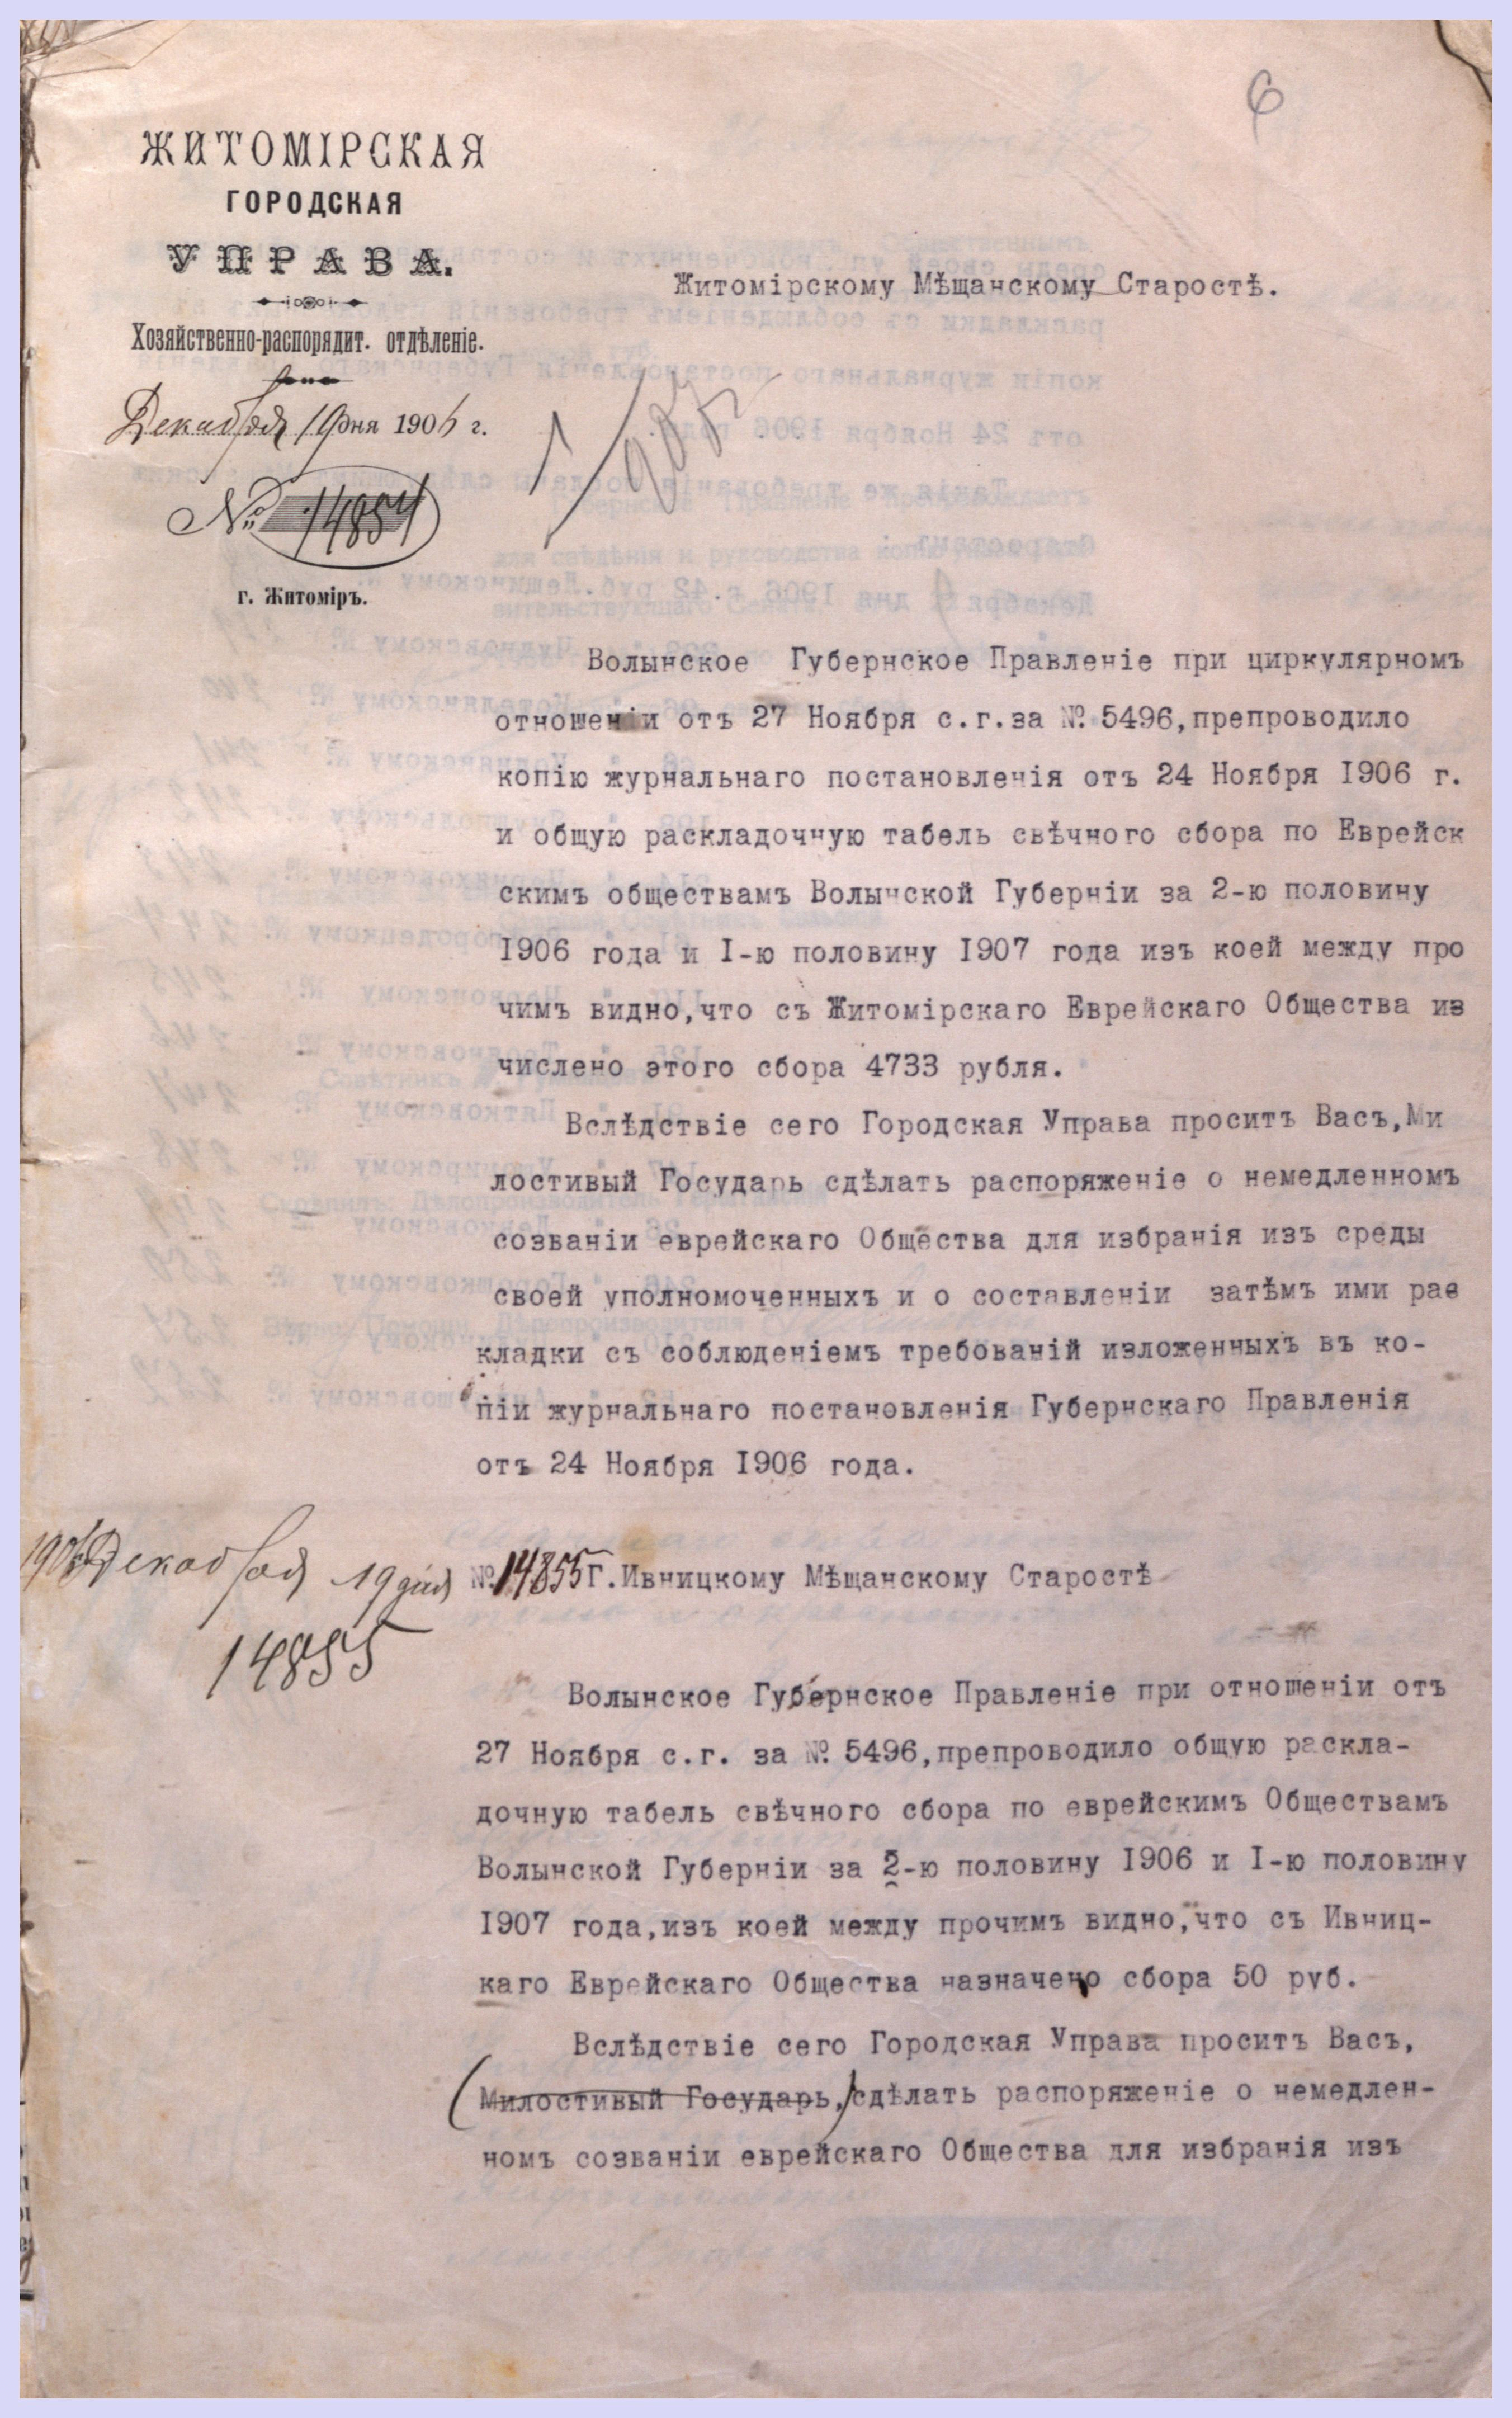 6
ЖИТОМІРСКАЯ
ГОРОДСКАЯ
УПРАВА.
Хозяйственно-распорядит. отдѣленіе.
Декабря 19 дня 1906 г.
№ 14854
г. Житоміръ.
Житомірскому Мѣщанскому Старостѣ.
Волынское Губернское Правленіе при циркулярномъ
отношеніи отъ 27 Ноября с.г.за № 5496,препроводило
копію журнальнаго постановленія отъ 24 Ноября 1906 г.
и общую раскладочную табель свѣчного сбора по Еврейск
скимъ обществамъ Волынской Губерніи за 2-ю половину
1906 года и I-ю половину 1907 года изъ коей между про
чимъ видно,что съ Житомірскаго Еврейскаго Общества из
числено этого сбора 4733 рубля.
Вслѣдствіе сего Городская Управа проситъ Васъ,Ми
лостивый Государь сдѣлать распоряженіе о немедленномъ
созваніи еврейскаго Общества для избранія изъ среды
своей уполномоченныхъ и о составленіи затѣмъ ими рас
кладки съ соблюденіемъ требованій изложенныхъ въ ко-
піи журнальнаго постановленія Губернскаго Правленія
отъ 24 Ноября 1906 года.
1906 Декабря 19 дня
№ 14855 Г.Ивницкому Мѣщанскому Старостѣ
14855
Волынское Губернское Правленіе при отношеніи отъ
27 Ноября с.г. за № 5496,препроводило общую раскла-
дочную табель свѣчного сбора по еврейскимъ Обществамъ
Волынской Губерніи за 2-ю половину 1906 и I-ю половину
1907 года,изъ коей между прочимъ видно,что съ Ивниц-
каго Еврейскаго Общества назначено сбора 50 руб.
Вслѣдствіе сего Городская Управа проситъ Васъ,
(Милостивый Государь,)сдѣлать распоряженіе о немедлен-
номъ созваніи еврейскаго Общества для избранія изъ